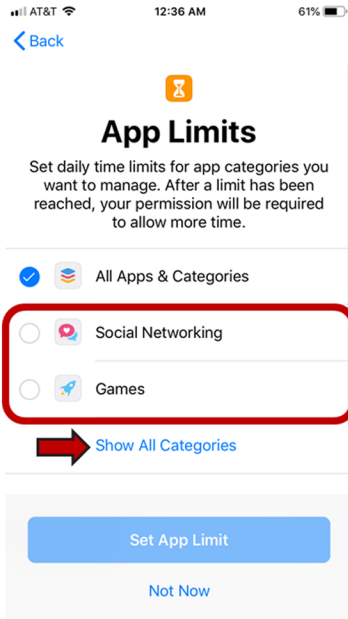 AT&T 12:36 AM 61%
Back
App Limits
Set daily time limits for app categories you
want to manage. After a limit has been
reached, your permission will be required
to allow more time.
All Apps & Categories
Social Networking
Games
Show All Categories
Set App Limit
Not Now